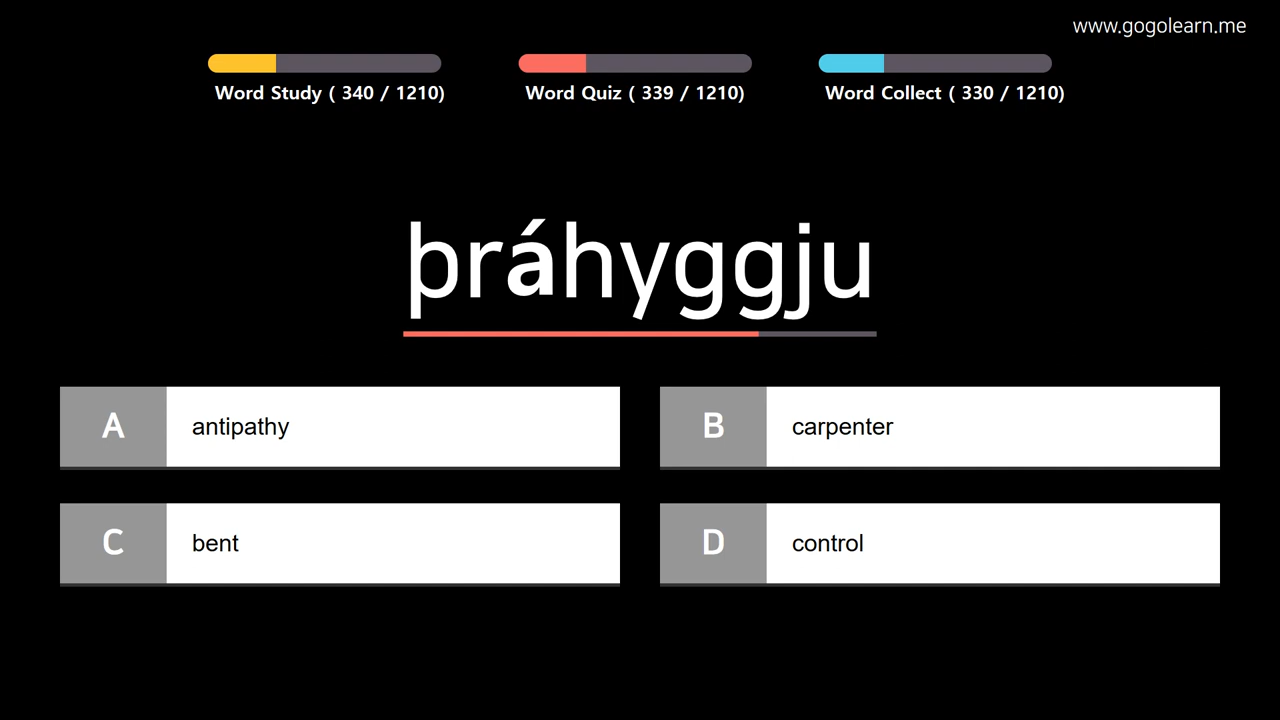 www.gogolearn.me
Word Study ( 340 / 1210)
Word Quiz ( 339 / 1210)
Word Collect ( 330 / 1210)
þráhyggju
A antipathy
B carpenter
C bent
D control